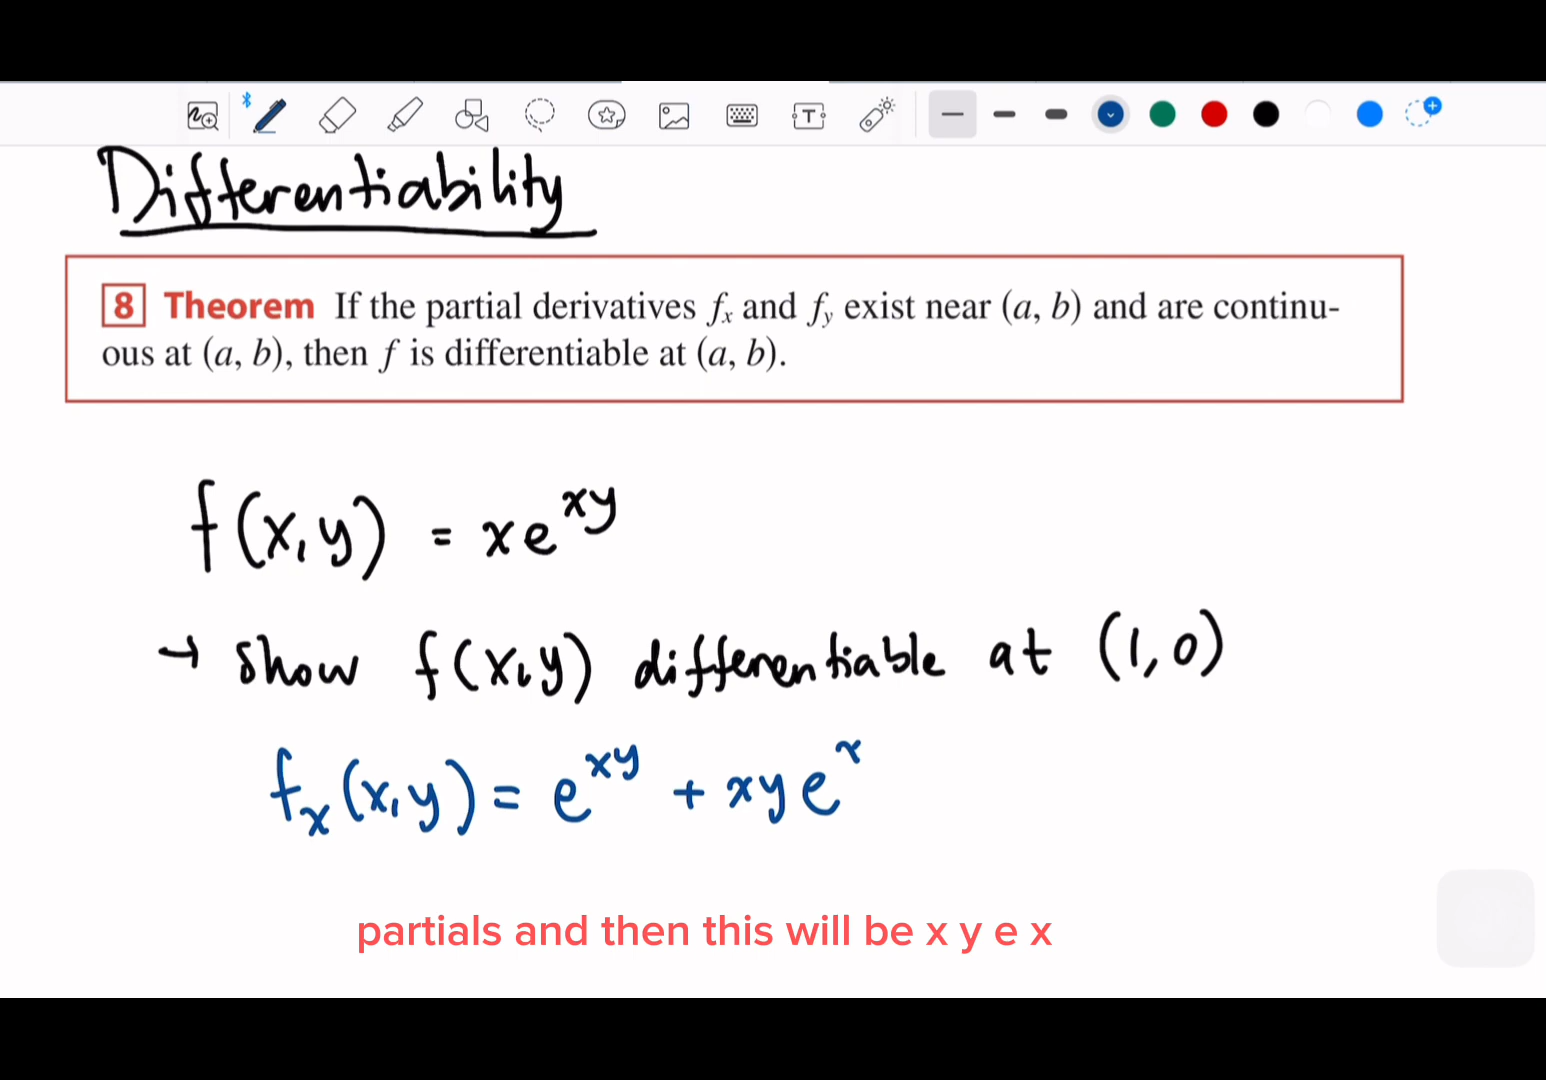 Differentiability
8 Theorem If the partial derivatives fx and fy exist near (a, b) and are continu-
ous at (a, b), then f is differentiable at (a, b).
f(x,y) = xe^xy
→ show f(x,y) differentiable at (1,0)
fx(x,y) = e^xy + xye^x
partials and then this will be x y e x